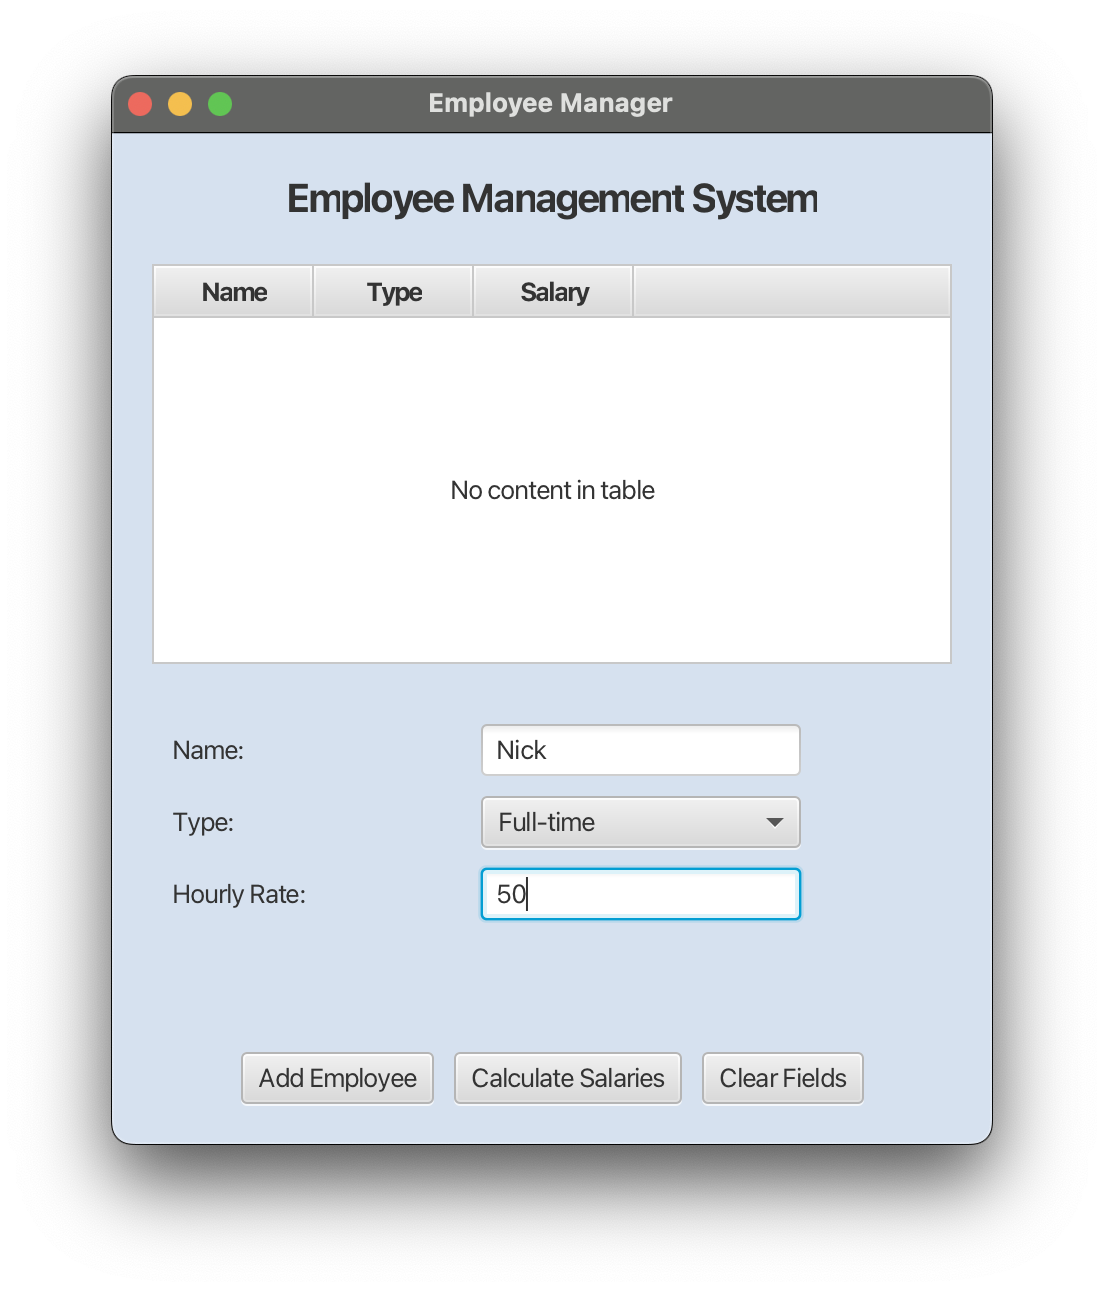 Employee Manager
Employee Management System
Name Type Salary
No content in table
Name: Nick
Type: Full-time
Hourly Rate: 50
Add Employee Calculate Salaries Clear Fields